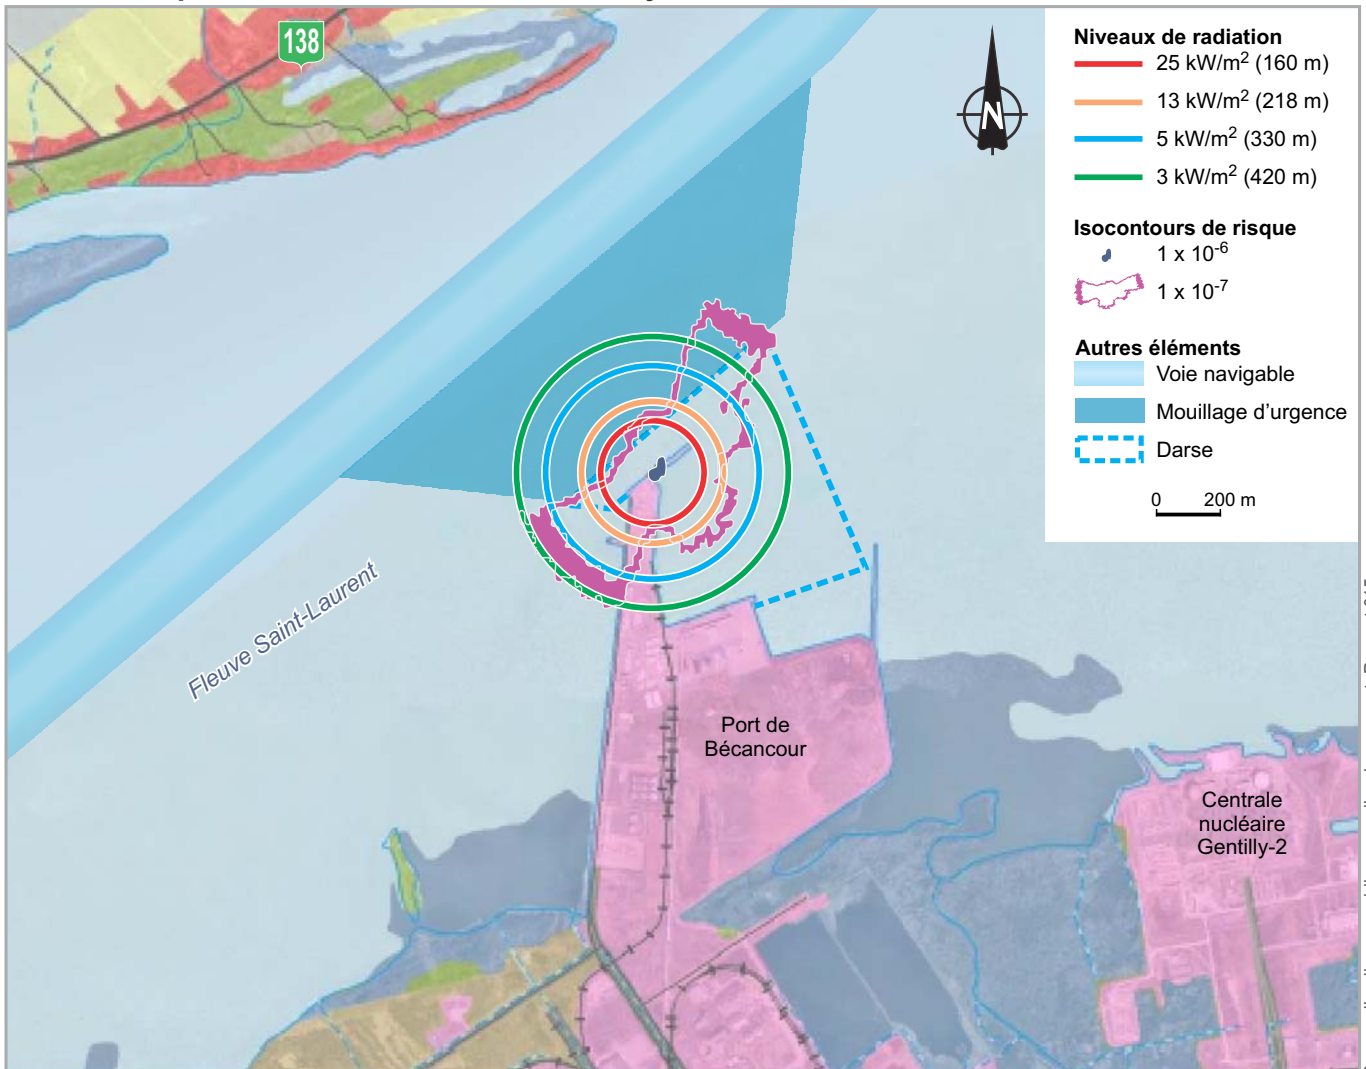 138
N
Niveaux de radiation
25 kW/m² (160 m)
13 kW/m² (218 m)
5 kW/m² (330 m)
3 kW/m² (420 m)
Isocontours de risque
1 x 10⁻⁶
1 x 10⁻⁷
Autres éléments
Voie navigable
Mouillage d'urgence
Darse
0 200 m
Fleuve Saint-Laurent
Port de
Bécancour
Centrale
nucléaire
Gentilly-2